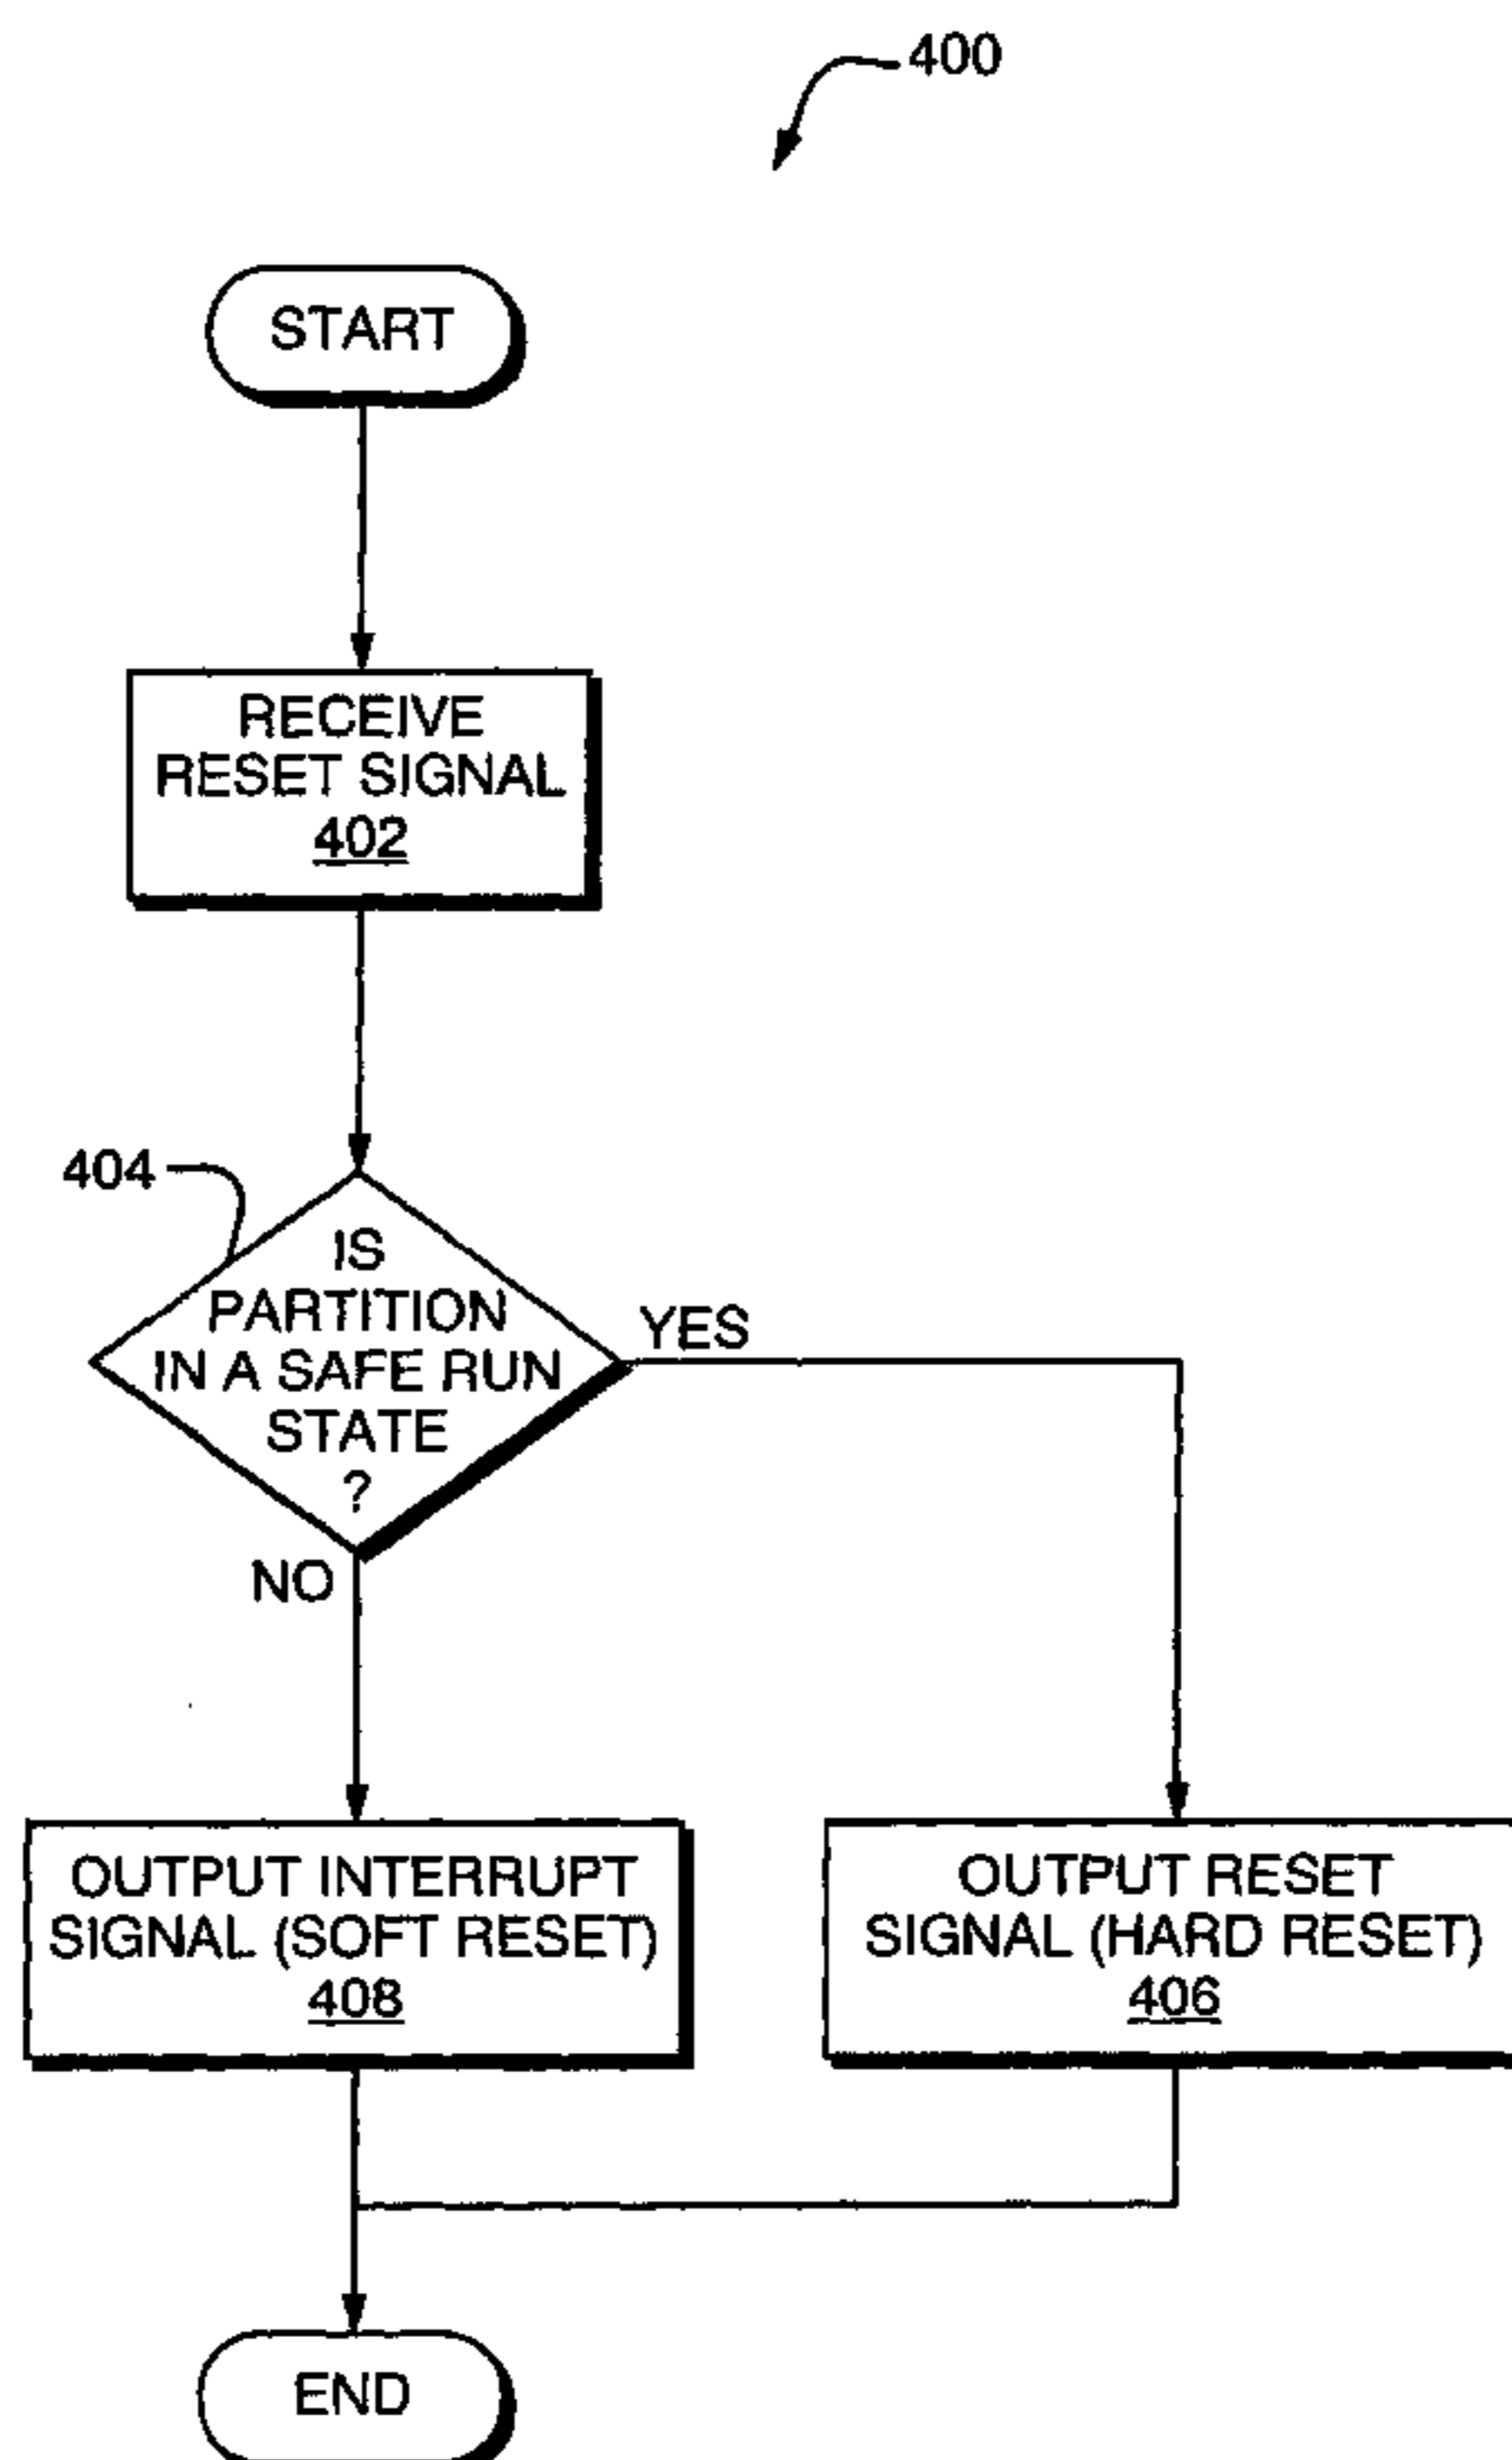 400
START
RECEIVE
RESET SIGNAL
402
404
IS
PARTITION
IN A SAFE RUN
STATE
?
YES
NO
OUTPUT INTERRUPT
SIGNAL (SOFT RESET)
408
OUTPUT RESET
SIGNAL (HARD RESET)
406
END